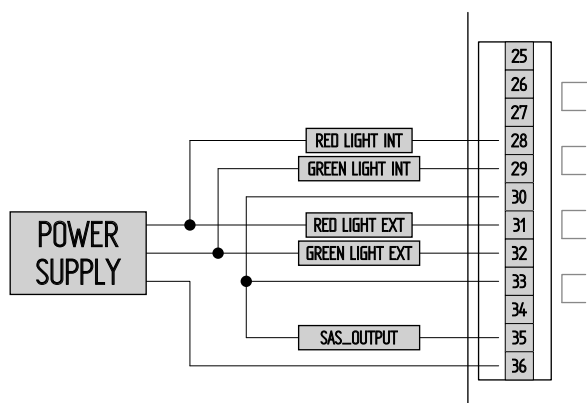 25
26
27
RED LIGHT INT 28
GREEN LIGHT INT 29
30
RED LIGHT EXT 31
POWER
SUPPLY
GREEN LIGHT EXT 32
33
34
SAS_OUTPUT 35
36